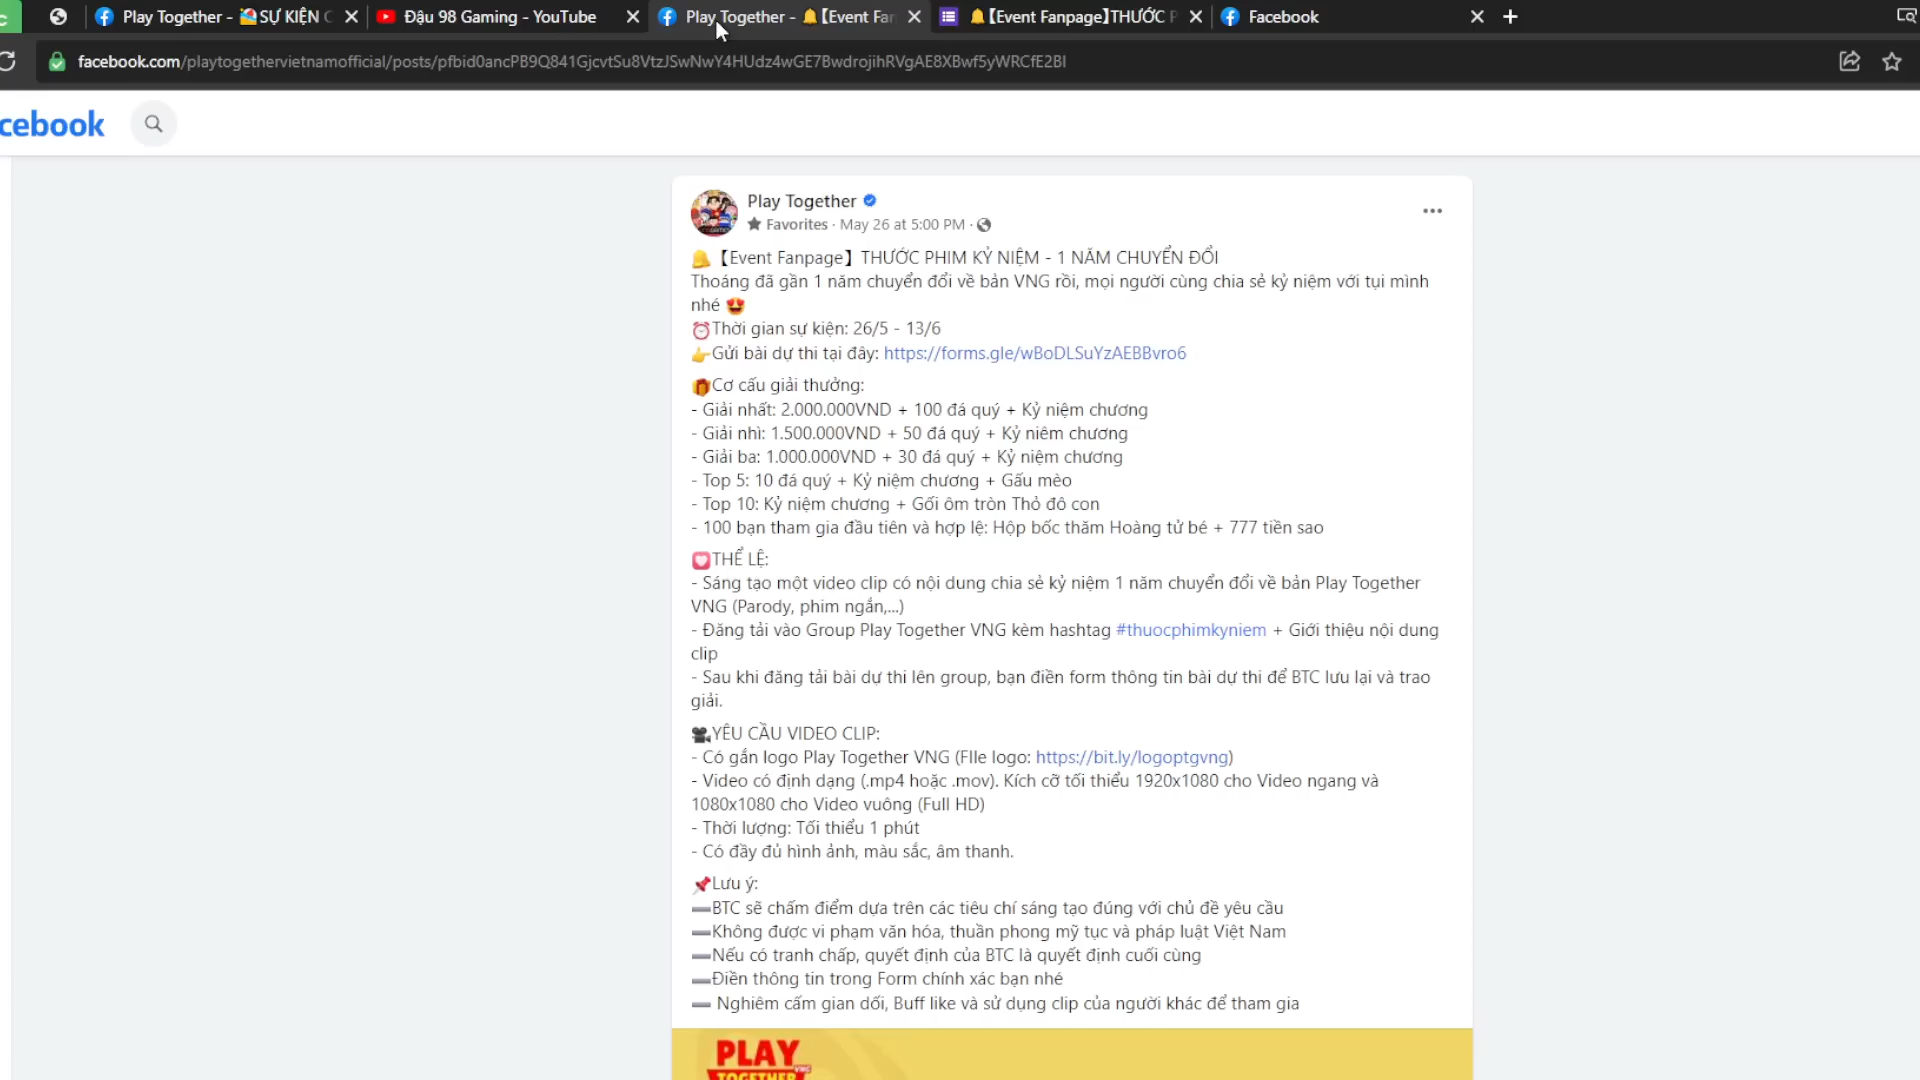 Play Together - 🏖️SỰ KIỆN
Đậu 98 Gaming - YouTube
Play Together - 🔔【Event Fan
🔔【Event Fanpage】THƯỚC P
Facebook
facebook.com/playtogethervietnamofficial/posts/pfbid0ancPB9Q841GjcvtSu8VtzJSwNwY4HUdz4wGE7BwdrojihRVgAE8XBwf5yWRCfE2Bl
cebook
Play Together
Favorites · May 26 at 5:00 PM ·
🔔【Event Fanpage】THƯỚC PHIM KỶ NIỆM - 1 NĂM CHUYỂN ĐỔI
Thoáng đã gần 1 năm chuyển đổi về bản VNG rồi, mọi người cùng chia sẻ kỷ niệm với tụi mình
nhé 😍
⏰Thời gian sự kiện: 26/5 - 13/6
👉Gửi bài dự thi tại đây: https://forms.gle/wBoDLSuYzAEBBvro6
🎁Cơ cấu giải thưởng:
- Giải nhất: 2.000.000VND + 100 đá quý + Kỷ niệm chương
- Giải nhì: 1.500.000VND + 50 đá quý + Kỷ niêm chương
- Giải ba: 1.000.000VND + 30 đá quý + Kỷ niệm chương
- Top 5: 10 đá quý + Kỷ niệm chương + Gấu mèo
- Top 10: Kỷ niệm chương + Gối ôm tròn Thỏ đô con
- 100 bạn tham gia đầu tiên và hợp lệ: Hộp bốc thăm Hoàng tử bé + 777 tiền sao
💟THỂ LỆ:
- Sáng tạo một video clip có nội dung chia sẻ kỷ niệm 1 năm chuyển đổi về bản Play Together
VNG (Parody, phim ngắn,...)
- Đăng tải vào Group Play Together VNG kèm hashtag #thuocphimkyniem + Giới thiệu nội dung
clip
- Sau khi đăng tải bài dự thi lên group, bạn điền form thông tin bài dự thi để BTC lưu lại và trao
giải.
🎥YÊU CẦU VIDEO CLIP:
- Có gắn logo Play Together VNG (FIle logo: https://bit.ly/logoptgvng)
- Video có định dạng (.mp4 hoặc .mov). Kích cỡ tối thiểu 1920x1080 cho Video ngang và
1080x1080 cho Video vuông (Full HD)
- Thời lượng: Tối thiểu 1 phút
- Có đầy đủ hình ảnh, màu sắc, âm thanh.
📌Lưu ý:
➖BTC sẽ chấm điểm dựa trên các tiêu chí sáng tạo đúng với chủ đề yêu cầu
➖Không được vi phạm văn hóa, thuần phong mỹ tục và pháp luật Việt Nam
➖Nếu có tranh chấp, quyết định của BTC là quyết định cuối cùng
➖Điền thông tin trong Form chính xác bạn nhé
➖ Nghiêm cấm gian dối, Buff like và sử dụng clip của người khác để tham gia
PLAY
TOGETHER VNG